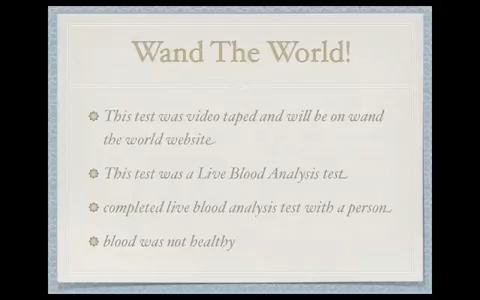 Wand The World!
This test was video taped and will be on wand
the world website
This test was a Live Blood Analysis test
completed live blood analysis test with a person
blood was not healthy